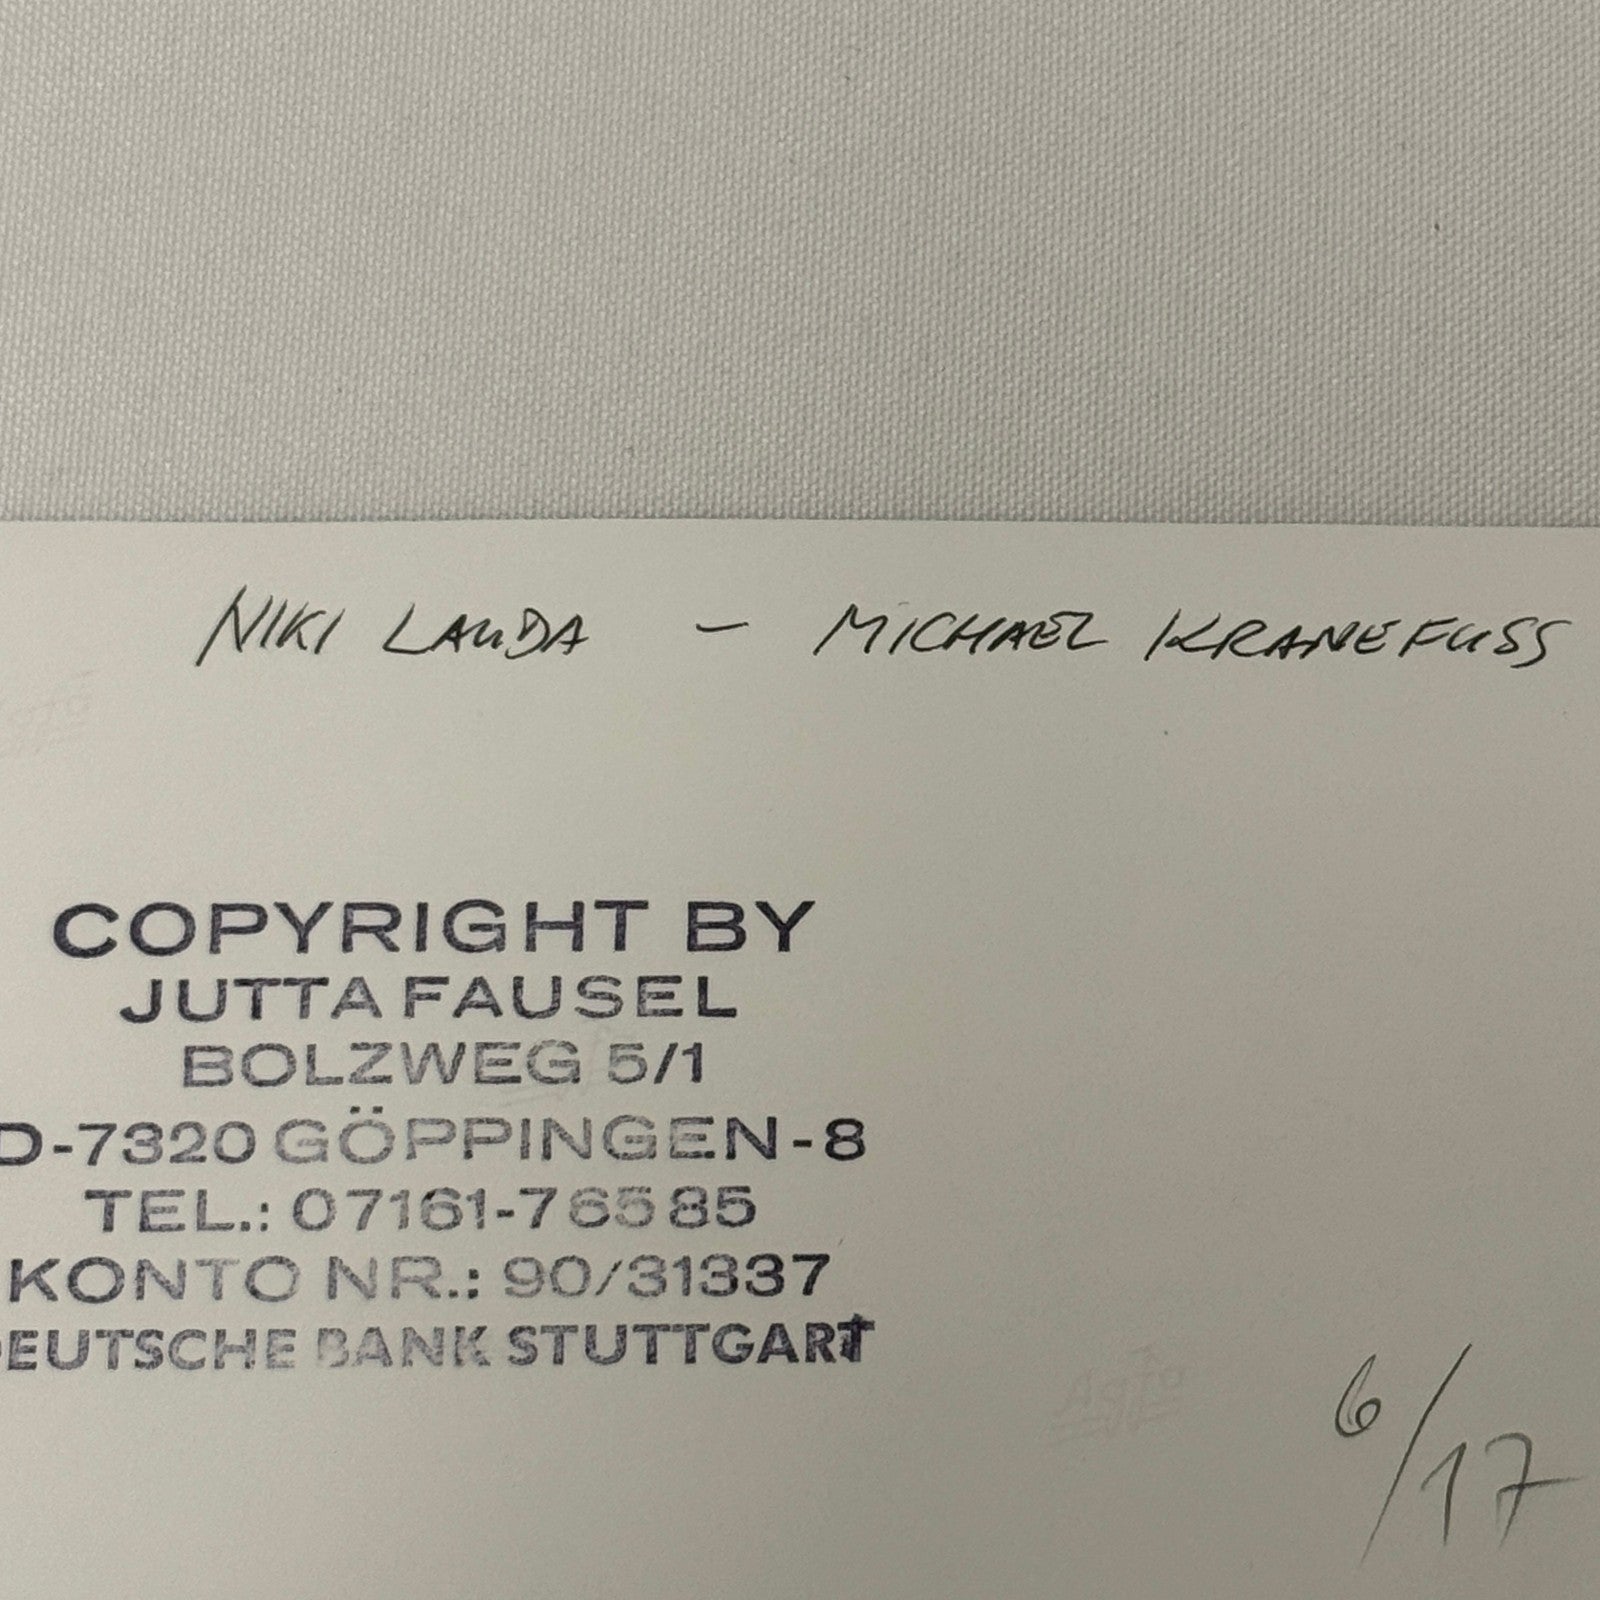 NIKI LAUDA – MICHAEL KRANEFUSS
COPYRIGHT BY
JUTTA FAUSEL
BOLZWEG 5/1
D-7320 GÖPPINGEN-8
TEL.: 07161-76585
KONTO NR.: 90/31337
DEUTSCHE BANK STUTTGART
Agfa
6/17